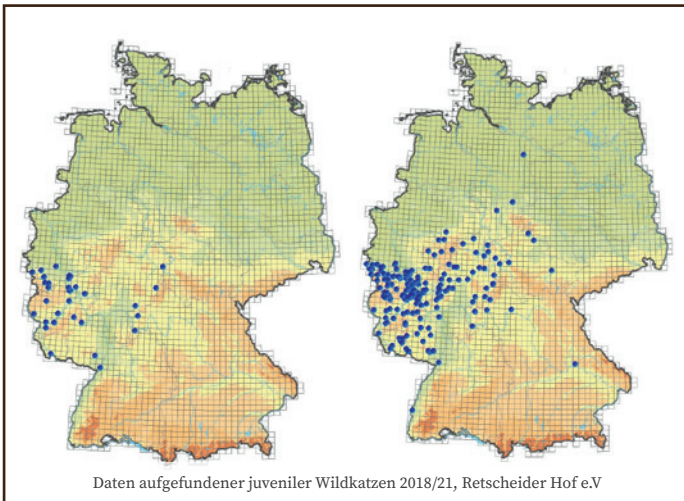 Daten aufgefundener juveniler Wildkatzen 2018/21, Retscheider Hof e.V